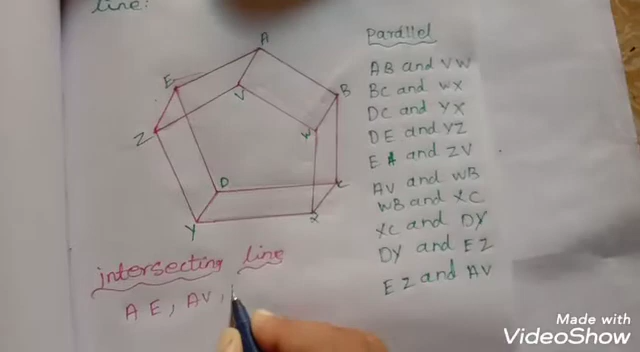 line:
A
E
B
V
Z
W
D
C
Y
X
Parallel
AB and VW
BC and WX
DC and YX
DE and YZ
EA and ZV
AV and WB
WB and XC
XC and DY
DY and EZ
EZ and AV
intersecting line
AE, AV,
Made with
VideoShow